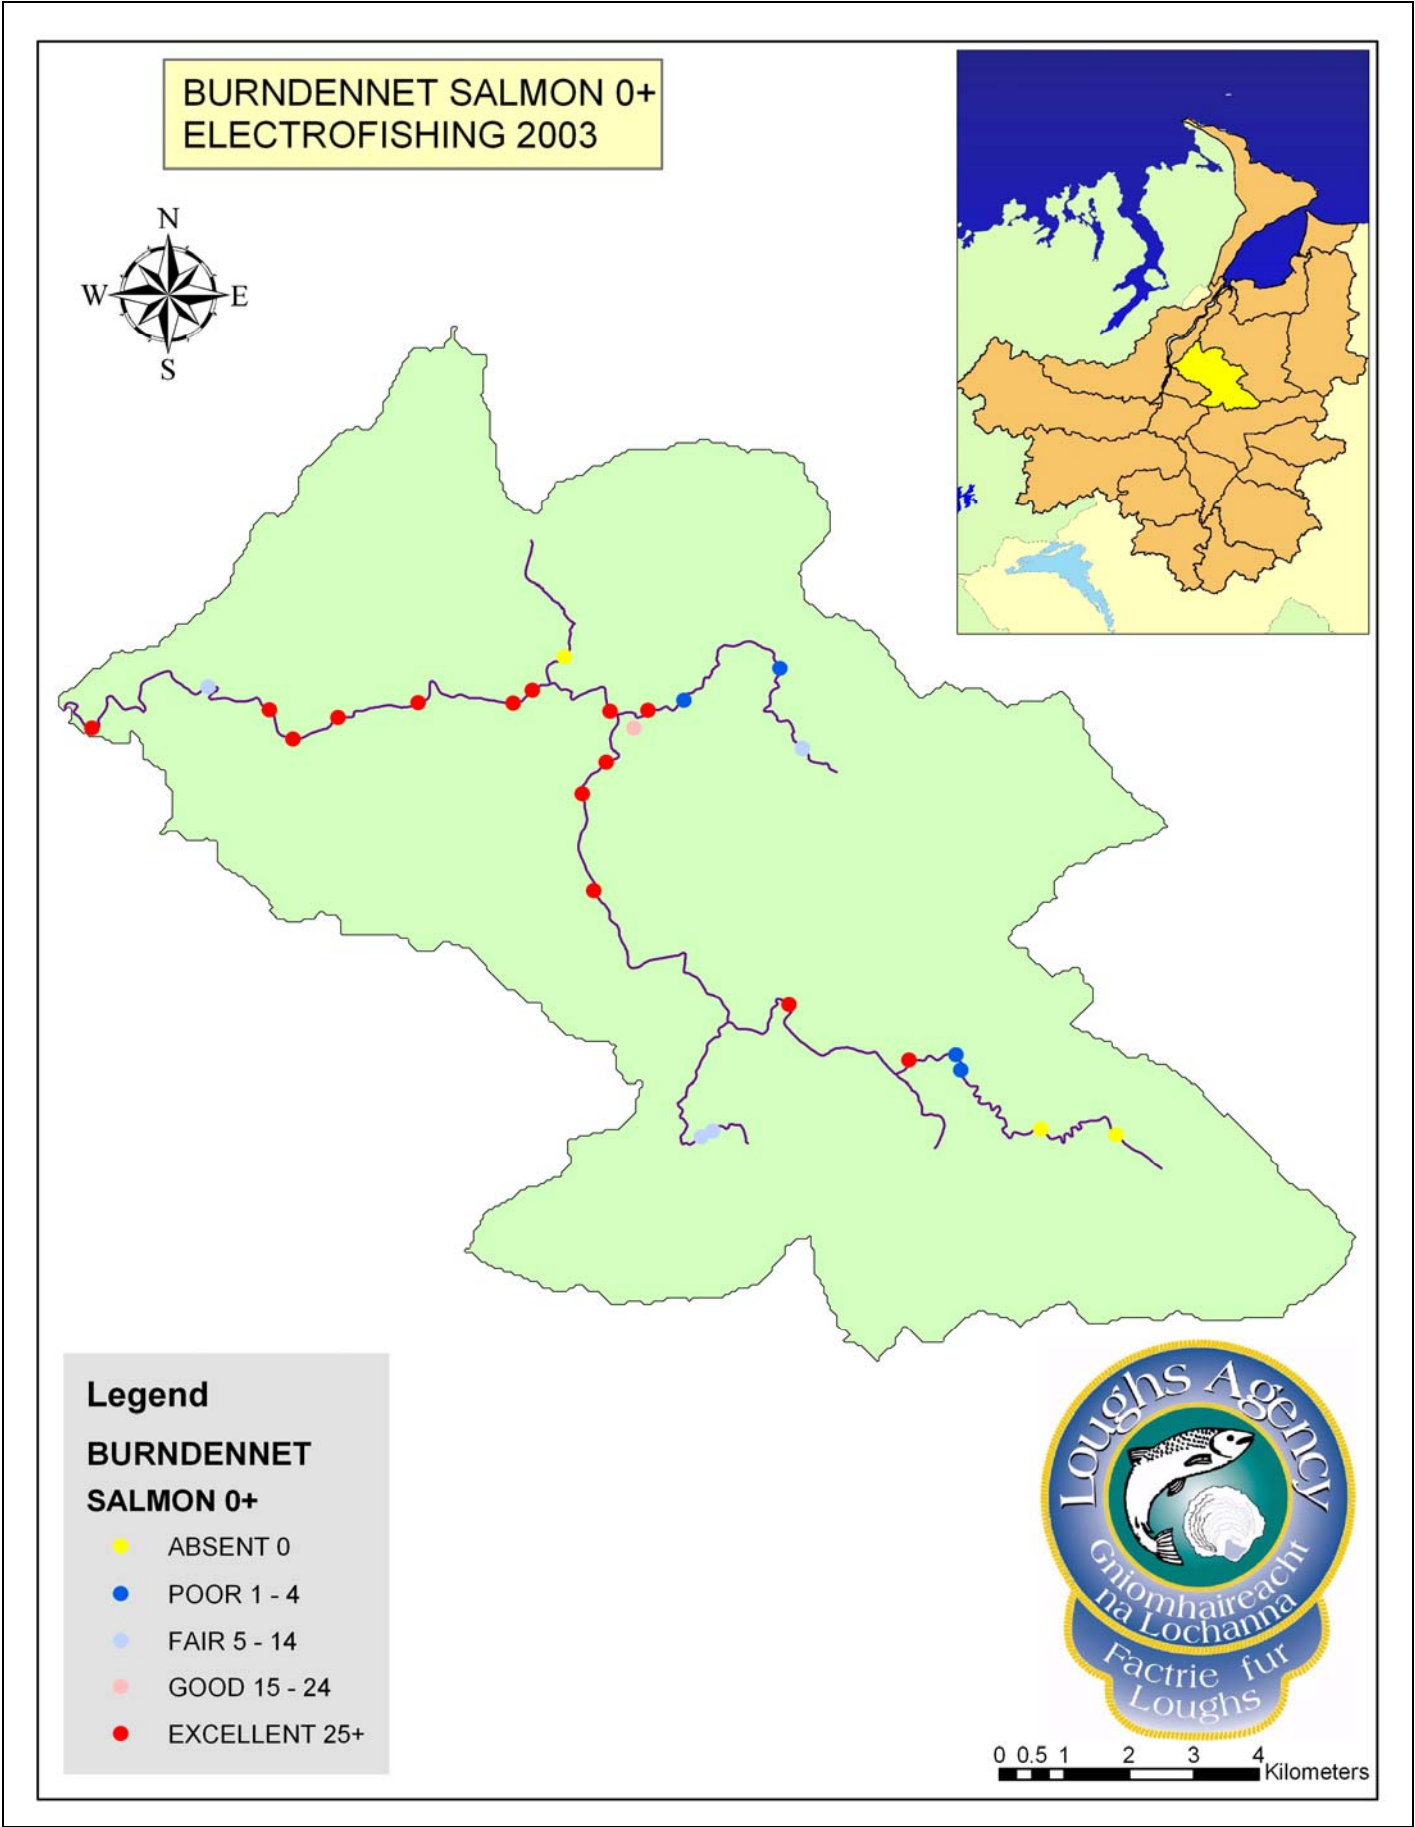 BURNDENNET SALMON 0+
ELECTROFISHING 2003
N
W
E
S
Legend
BURNDENNET
SALMON 0+
ABSENT 0
POOR 1 - 4
FAIR 5 - 14
GOOD 15 - 24
EXCELLENT 25+
Loughs Agency
Gniomhaireacht
na Lochanna
Factrie fur
Loughs
0 0.5 1 2 3 4
Kilometers